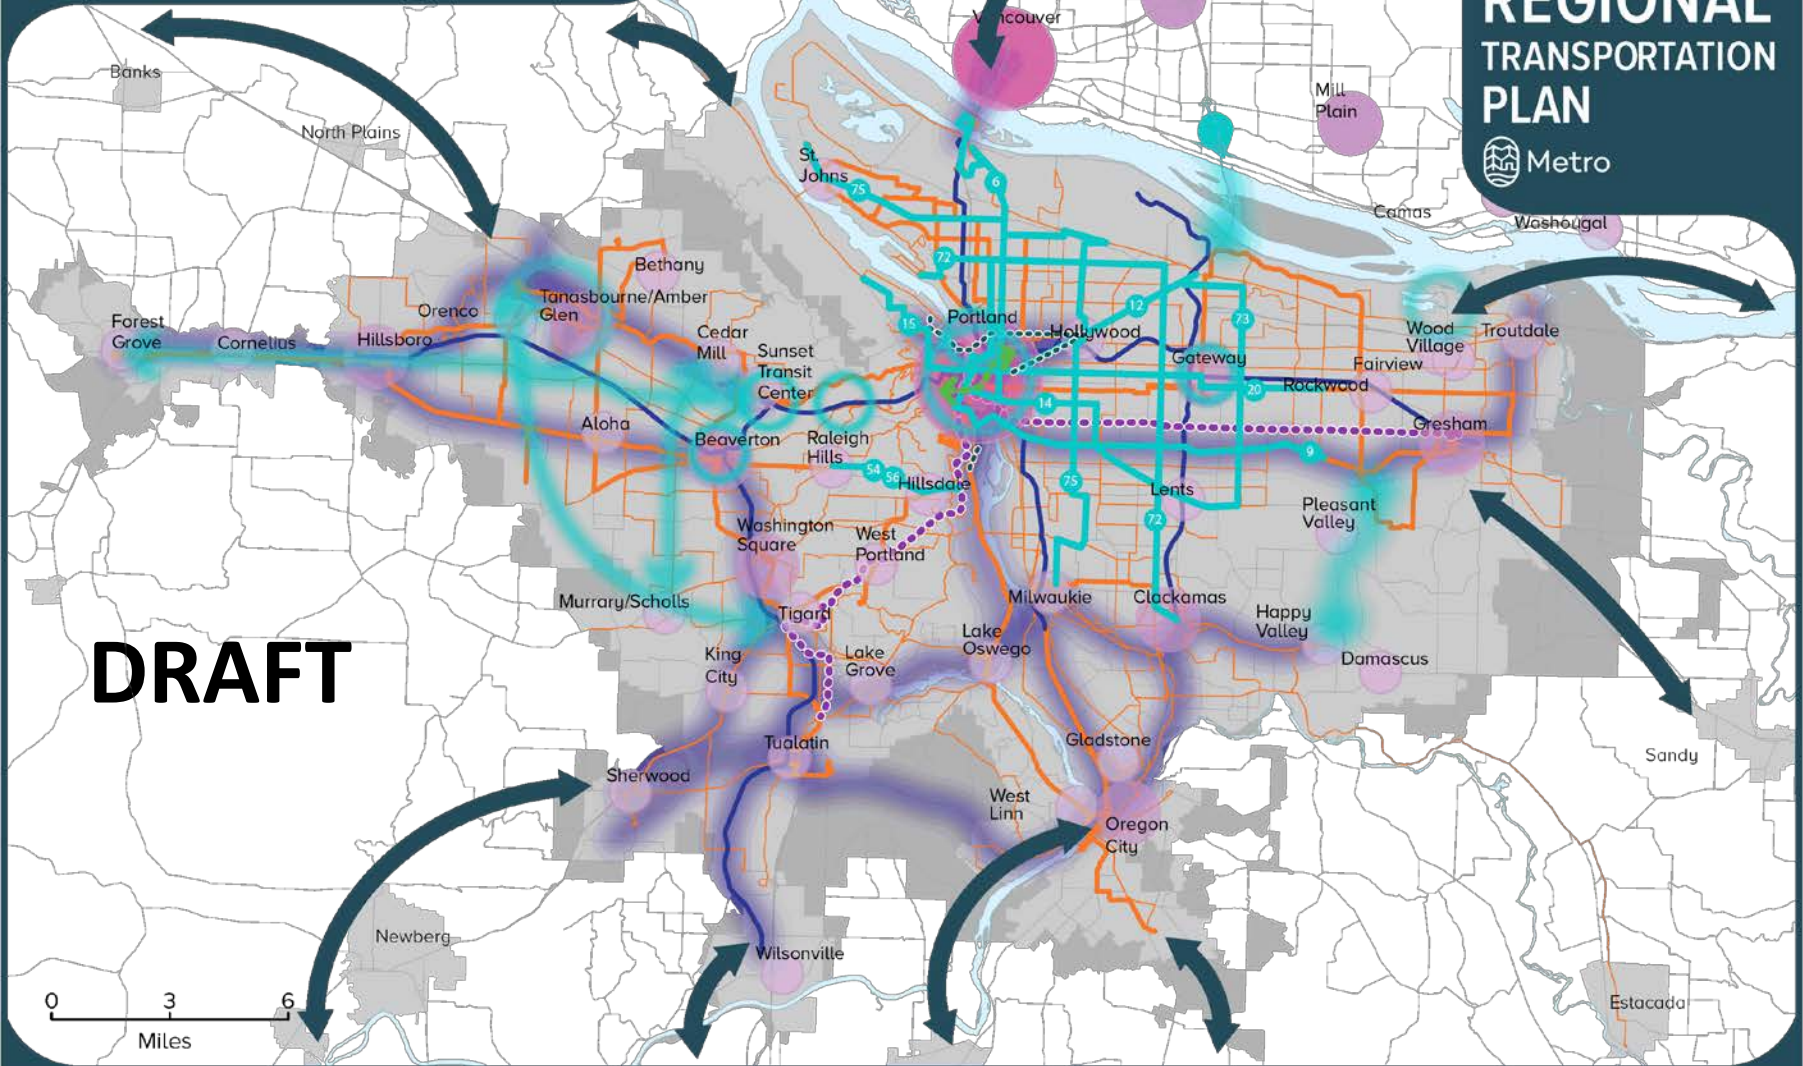 REGIONAL
TRANSPORTATION
PLAN
Metro
Vancouver
Banks
Mill
Plain
North Plains
St.
Johns
75
6
Camas
Washougal
72
Bethany
Tanasbourne/Amber
Glen
Orenco
12
Forest
Grove
Cornelius
Hillsboro
Cedar
Mill
Sunset
Transit
Center
15
Portland
Hollywood
73
Wood
Village
Troutdale
Gateway
Fairview
20
Rockwood
14
Aloha
Beaverton
Raleigh
Hills
Gresham
9
54
56
Hillsdale
75
Lents
72
Pleasant
Valley
Washington
Square
West
Portland
Murrary/Scholls
Tigard
Milwaukie
Clackamas
Happy
Valley
Lake
Oswego
King
City
Lake
Grove
Damascus
DRAFT
Tualatin
Gladstone
Sherwood
Sandy
West
Linn
Oregon
City
Newberg
Wilsonville
Estacada
0 3 6
Miles